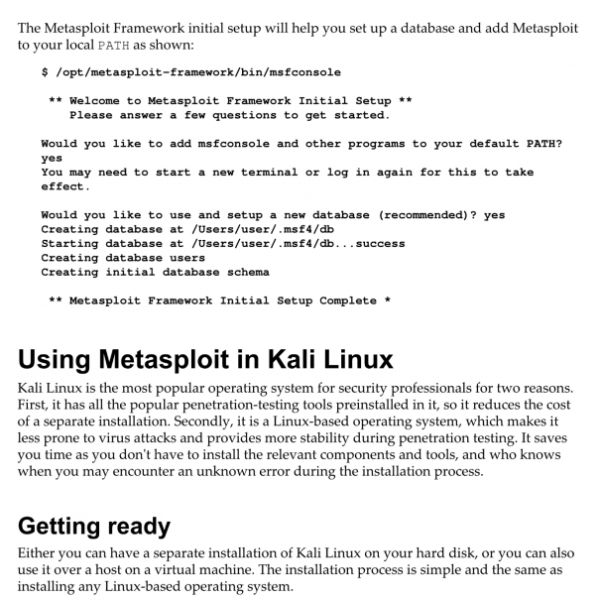 The Metasploit Framework initial setup will help you set up a database and add Metasploit
to your local PATH as shown:
$ /opt/metasploit-framework/bin/msfconsole
** Welcome to Metasploit Framework Initial Setup **
Please answer a few questions to get started.
Would you like to add msfconsole and other programs to your default PATH?
yes
You may need to start a new terminal or log in again for this to take
effect.
Would you like to use and setup a new database (recommended)? yes
Creating database at /Users/user/.msf4/db
Starting database at /Users/user/.msf4/db...success
Creating database users
Creating initial database schema
** Metasploit Framework Initial Setup Complete *
Using Metasploit in Kali Linux
Kali Linux is the most popular operating system for security professionals for two reasons.
First, it has all the popular penetration-testing tools preinstalled in it, so it reduces the cost
of a separate installation. Secondly, it is a Linux-based operating system, which makes it
less prone to virus attacks and provides more stability during penetration testing. It saves
you time as you don't have to install the relevant components and tools, and who knows
when you may encounter an unknown error during the installation process.
Getting ready
Either you can have a separate installation of Kali Linux on your hard disk, or you can also
use it over a host on a virtual machine. The installation process is simple and the same as
installing any Linux-based operating system.